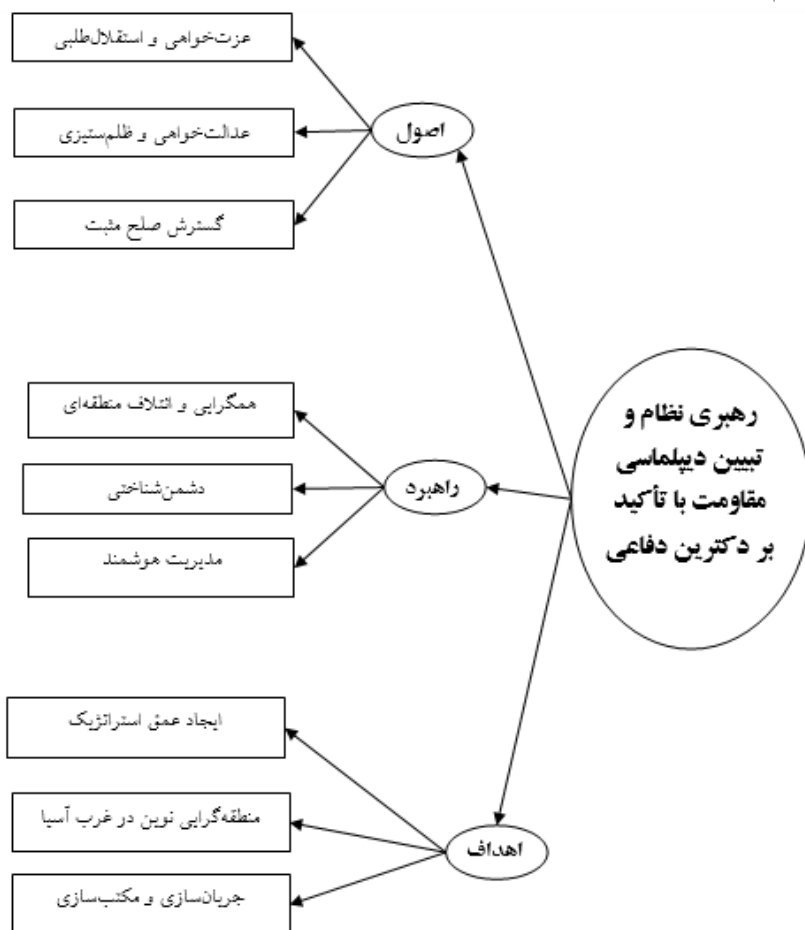 رهبری نظام و
تبیین دیپلماسی
مقاومت با تأکید
بر دکترین دفاعی
اصول
عزت‌خواهی و استقلال‌طلبی
عدالت‌خواهی و ظلم‌ستیزی
گسترش صلح مثبت
راهبرد
همگرایی و ائتلاف منطقه‌ای
دشمن‌شناختی
مدیریت هوشمند
اهداف
ایجاد عمق استراتژیک
منطقه‌گرایی نوین در غرب آسیا
جریان‌سازی و مکتب‌سازی